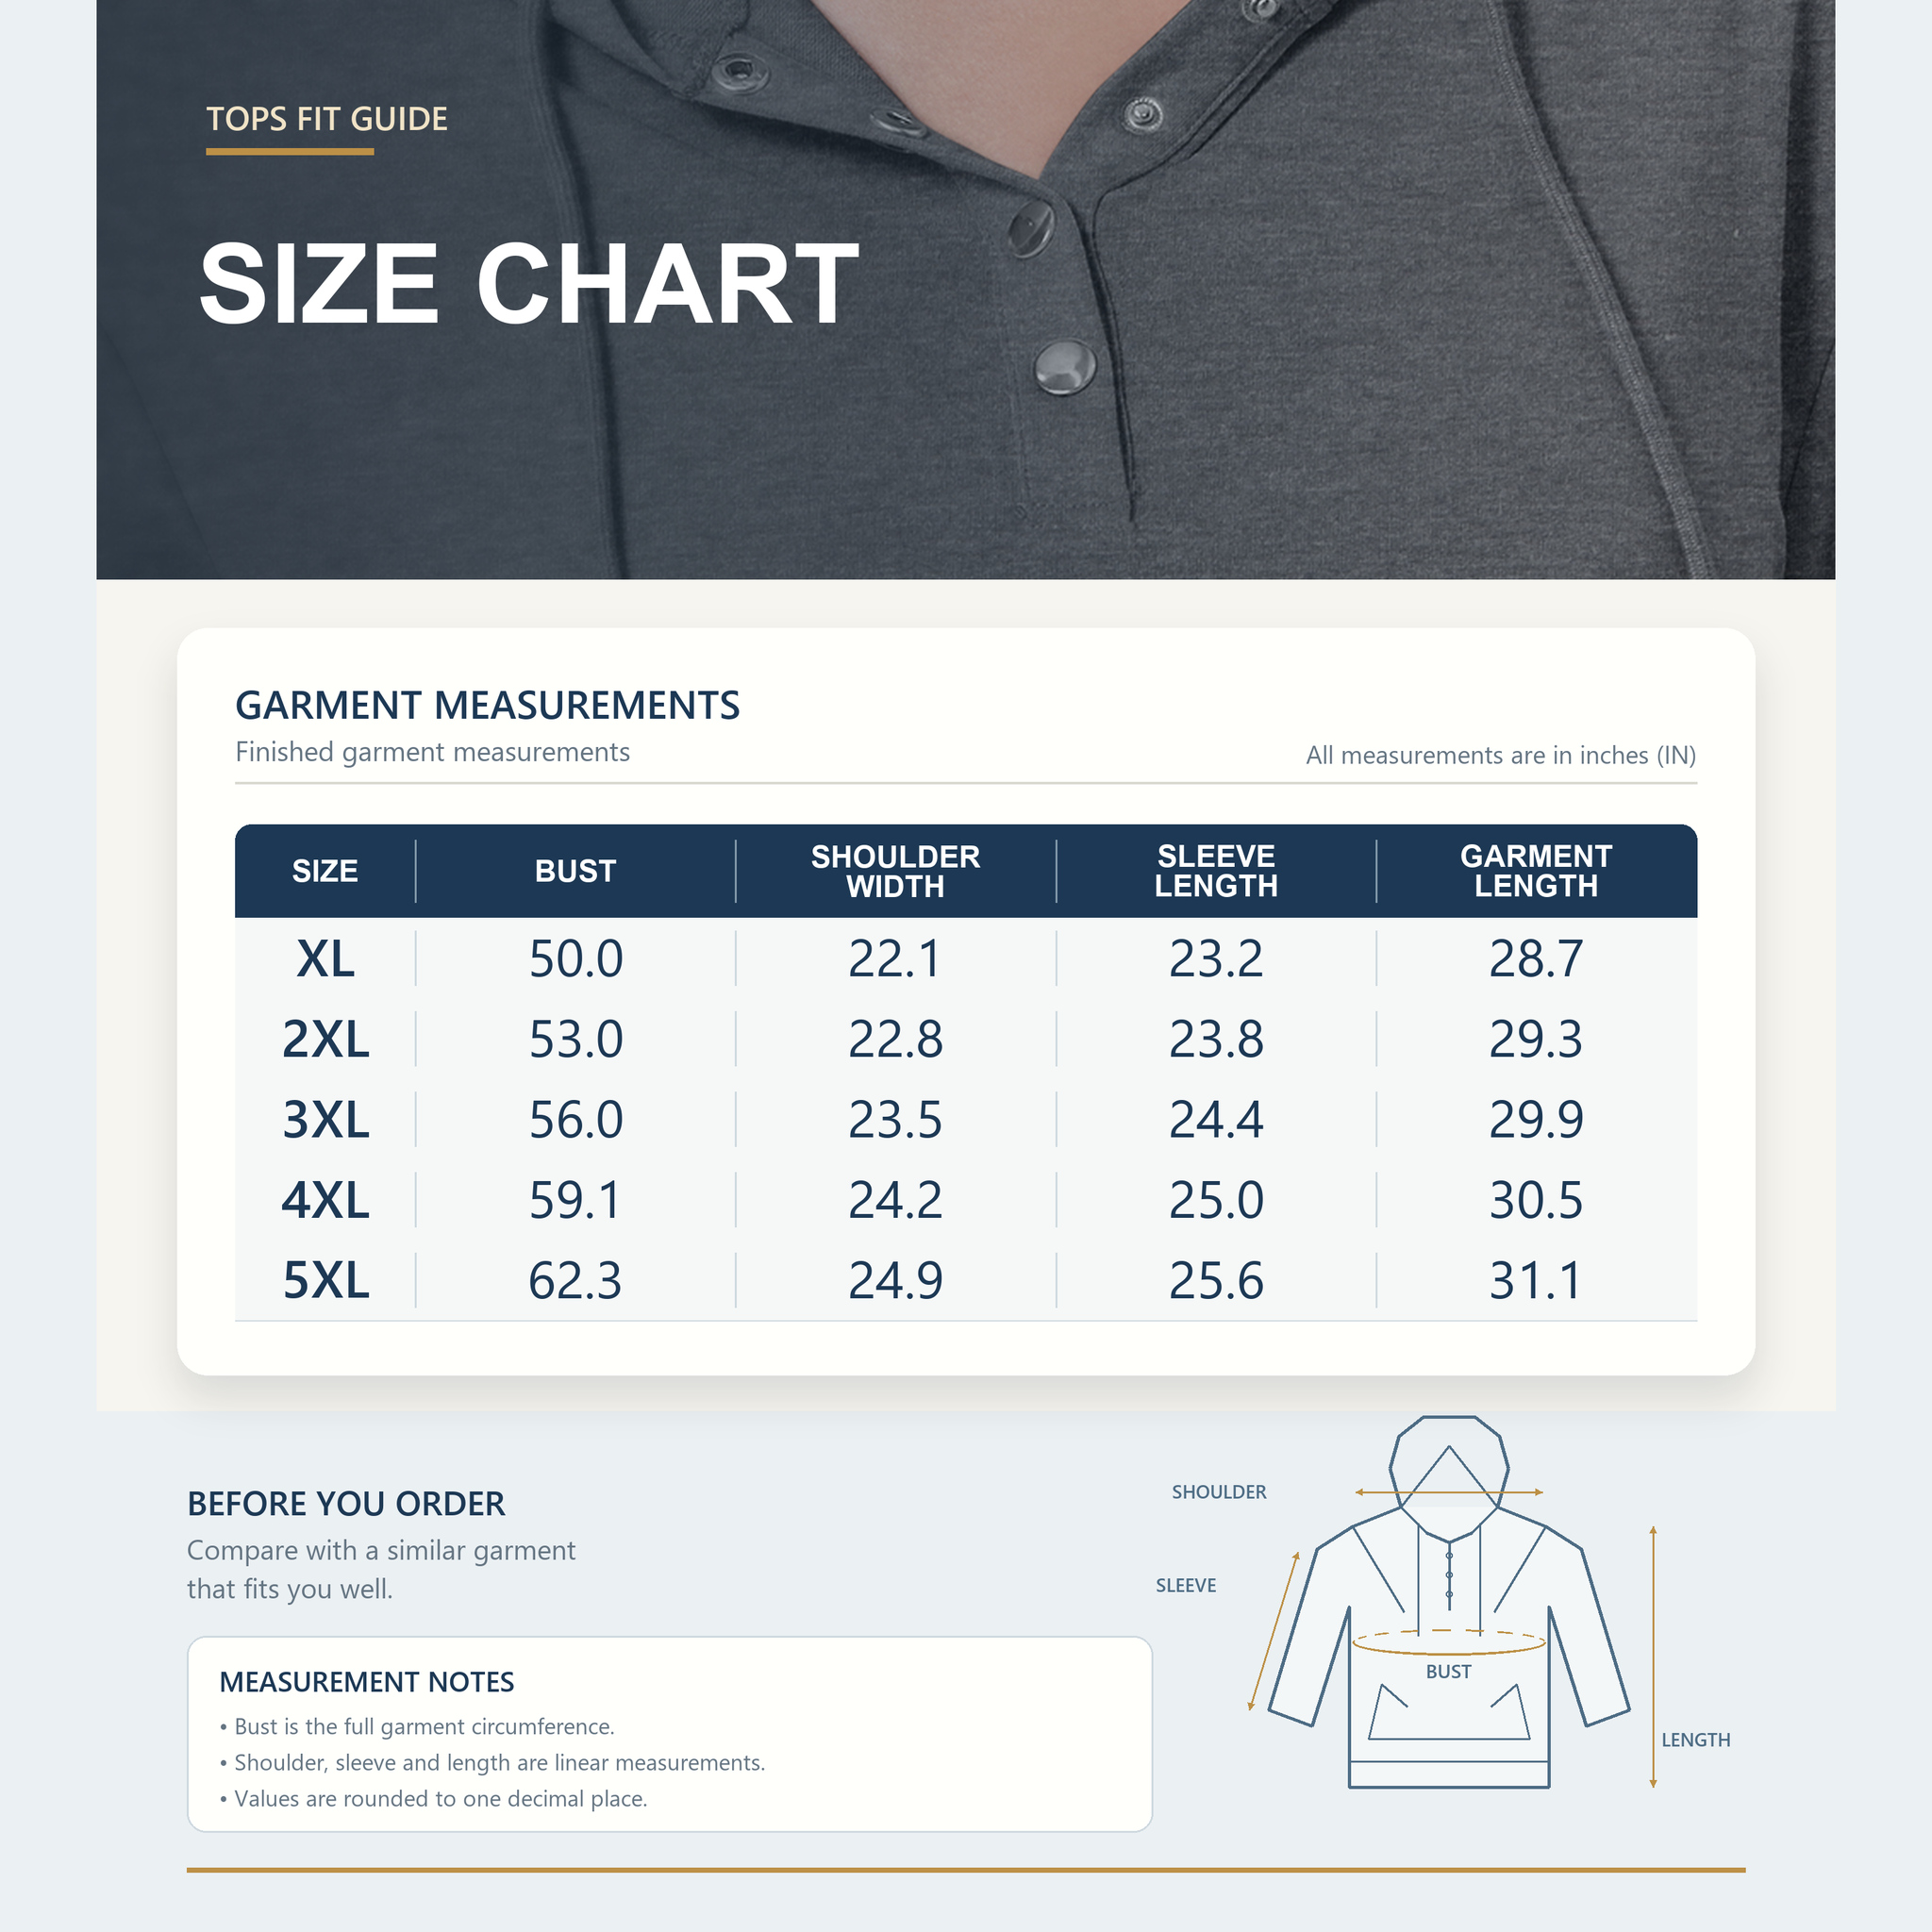 TOPS FIT GUIDE
SIZE CHART
GARMENT MEASUREMENTS
Finished garment measurements
All measurements are in inches (IN)
SIZE BUST SHOULDER WIDTH SLEEVE LENGTH GARMENT LENGTH
XL 50.0 22.1 23.2 28.7
2XL 53.0 22.8 23.8 29.3
3XL 56.0 23.5 24.4 29.9
4XL 59.1 24.2 25.0 30.5
5XL 62.3 24.9 25.6 31.1
BEFORE YOU ORDER
Compare with a similar garment
that fits you well.
MEASUREMENT NOTES
• Bust is the full garment circumference.
• Shoulder, sleeve and length are linear measurements.
• Values are rounded to one decimal place.
SHOULDER
SLEEVE
BUST
LENGTH